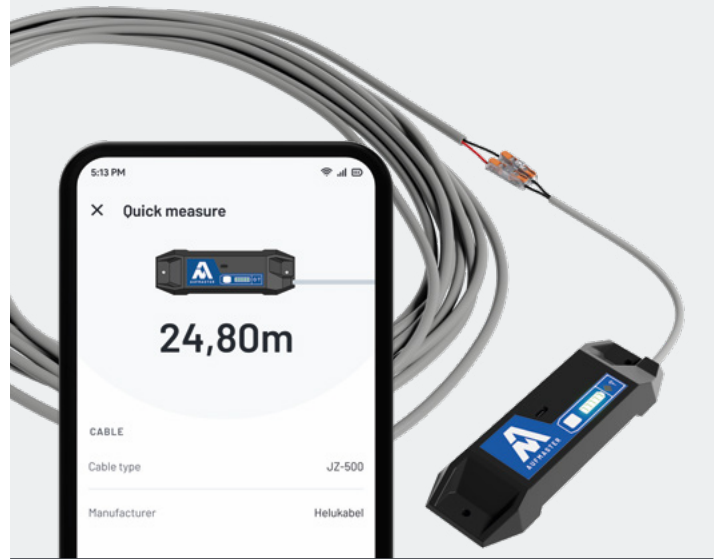 5:13 PM
Quick measure
AUFMASTER
24,80m
CABLE
Cable type
JZ-500
Manufacturer
Helukabel
AUFMASTER